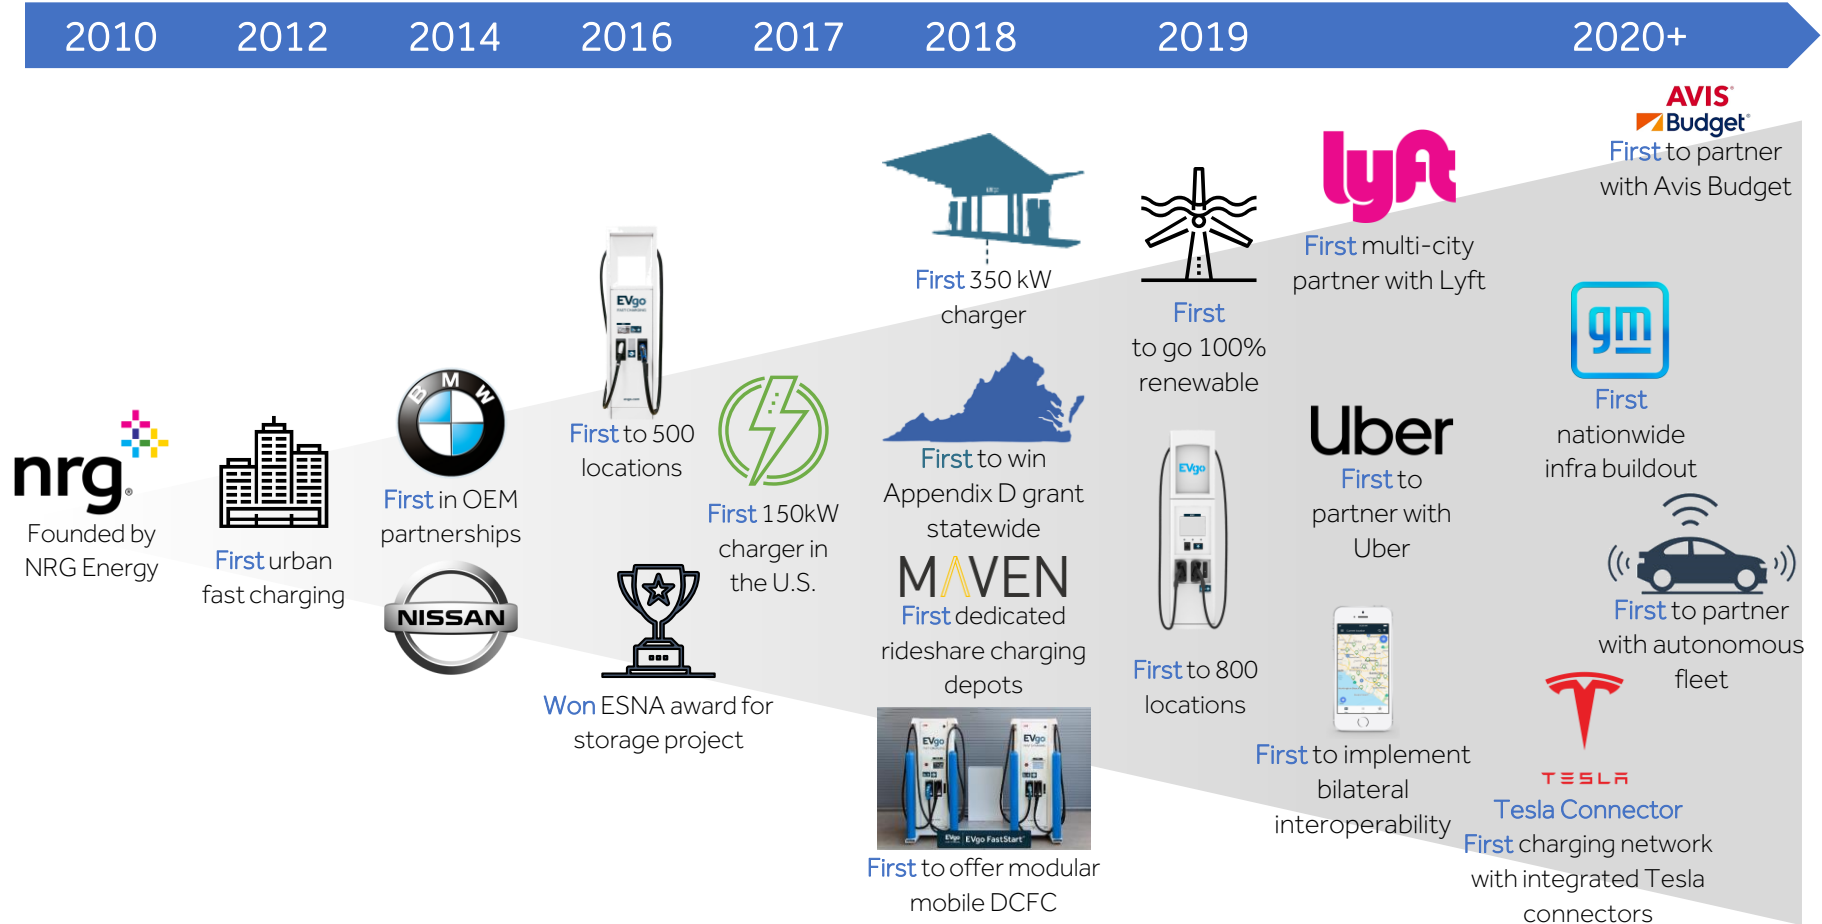 2010
2012
2014
2016
2017
2018
2019
2020+
nrg
Founded by
NRG Energy
First urban
fast charging
BMW
First in OEM
partnerships
NISSAN
EVgo
First to 500
locations
Won ESNA award for
storage project
First 150kW
charger in
the U.S.
First 350 kW
charger
First to win
Appendix D grant
statewide
MAVEN
First dedicated
rideshare charging
depots
EVgo
EVgo
EVgo FastStart
First to offer modular
mobile DCFC
First
to go 100%
renewable
EVgo
First to 800
locations
lyft
First multi-city
partner with Lyft
Uber
First to
partner with
Uber
First to implement
bilateral
interoperability
AVIS
Budget
First to partner
with Avis Budget
gm
First
nationwide
infra buildout
First to partner
with autonomous
fleet
TESLA
Tesla Connector
First charging network
with integrated Tesla
connectors